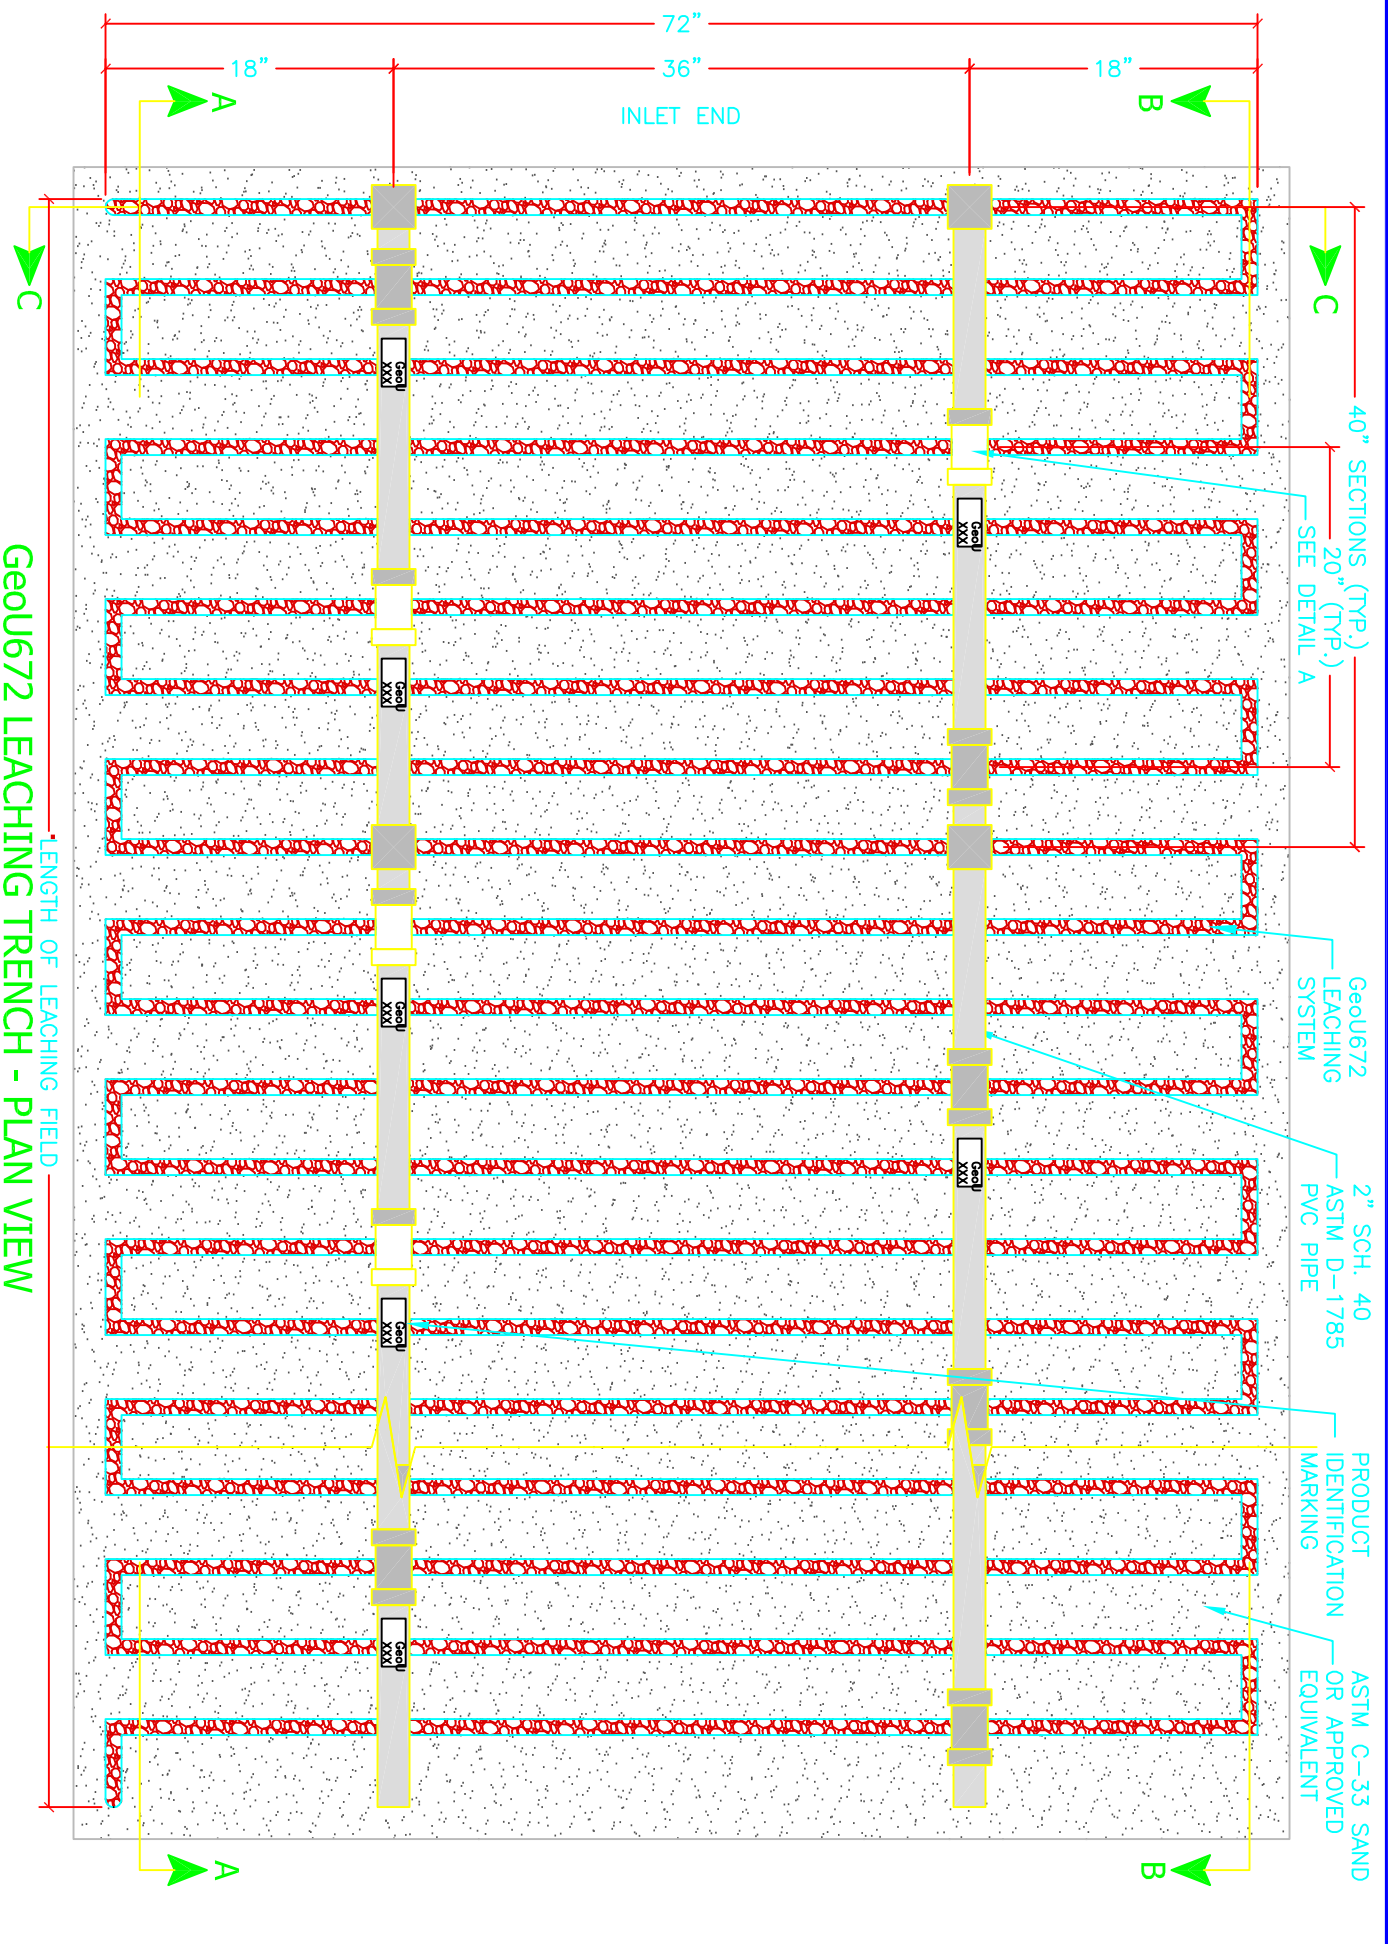 72"
18"
36"
18"
INLET END
A
B
C
C
40" SECTIONS (TYP.)
20" (TYP.)
SEE DETAIL A
GeoU
XXX
GeoU
XXX
GeoU
XXX
GeoU
XXX
GeoU
XXX
GeoU
XXX
GeoU
XXX
GeoU672
LEACHING
SYSTEM
2" SCH. 40
ASTM D-1785
PVC PIPE
PRODUCT
IDENTIFICATION
MARKING
ASTM C-33 SAND
OR APPROVED
EQUIVALENT
A
B
LENGTH OF LEACHING FIELD
GeoU672 LEACHING TRENCH - PLAN VIEW